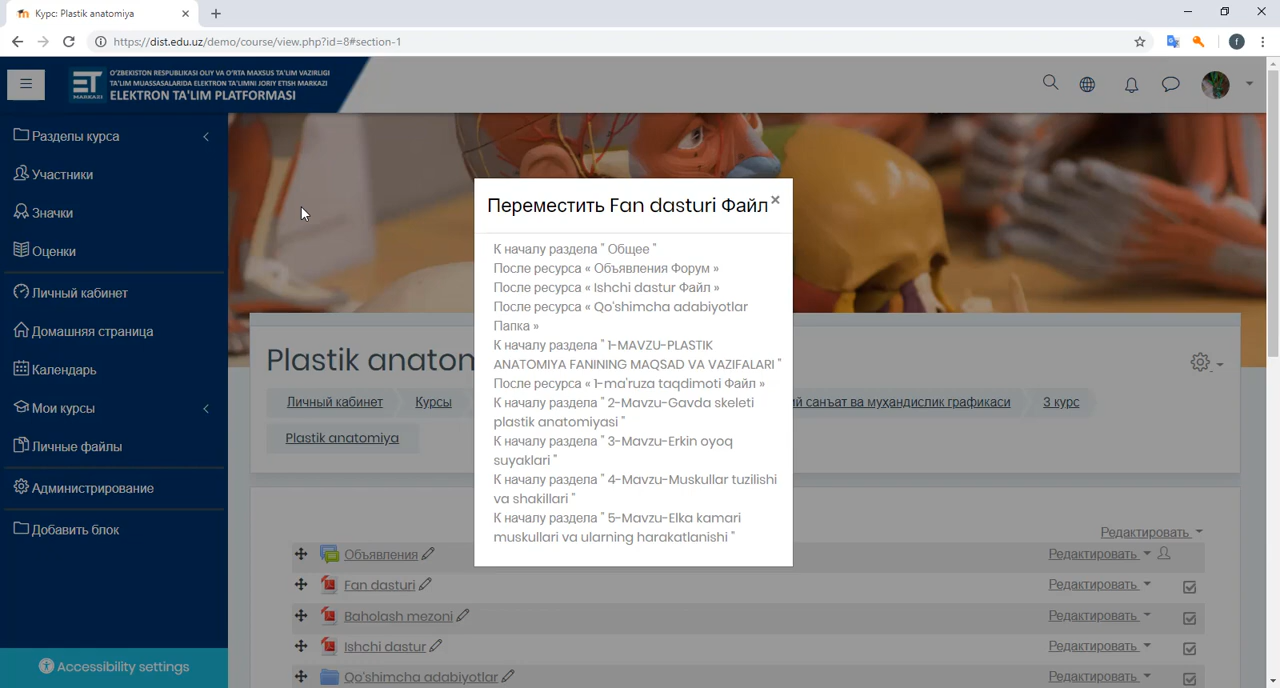 Курс: Plastik anatomiya
https://dist.edu.uz/demo/course/view.php?id=8#section-1
f
ET
MARKAZI
O'ZBEKISTON RESPUBLIKASI OLIY VA O'RTA MAXSUS TA'LIM VAZIRLIGI
TA'LIM MUASSASALARIDA ELEKTRON TA'LIMNI JORIY ETISH MARKAZI
ELEKTRON TA'LIM PLATFORMASI
Разделы курса
Участники
Значки
Оценки
Личный кабинет
Домашняя страница
Календарь
Мои курсы
Личные файлы
Администрирование
Добавить блок
Accessibility settings
Переместить Fan dasturi Файл
×
К началу раздела " Общее "
После ресурса « Объявления Форум »
После ресурса « Ishchi dastur Файл »
После ресурса « Qo'shimcha adabiyotlar
Папка »
К началу раздела " 1-MAVZU-PLASTIK
ANATOMIYA FANINING MAQSAD VA VAZIFALARI "
После ресурса « 1-ma'ruza taqdimoti Файл »
К началу раздела " 2-Mavzu-Gavda skeleti
plastik anatomiyasi "
К началу раздела " 3-Mavzu-Erkin oyoq
suyaklari "
К началу раздела " 4-Mavzu-Muskullar tuzilishi
va shakillari "
К началу раздела " 5-Mavzu-Elka kamari
muskullari va ularning harakatlanishi "
Plastik anatom
Личный кабинет
Курсы
ий санъат ва муҳандислик графикаси
3 курс
Plastik anatomiya
Редактировать
Объявления
Редактировать
Fan dasturi
Редактировать
Baholash mezoni
Редактировать
Ishchi dastur
Редактировать
Qo'shimcha adabiyotlar
Редактировать